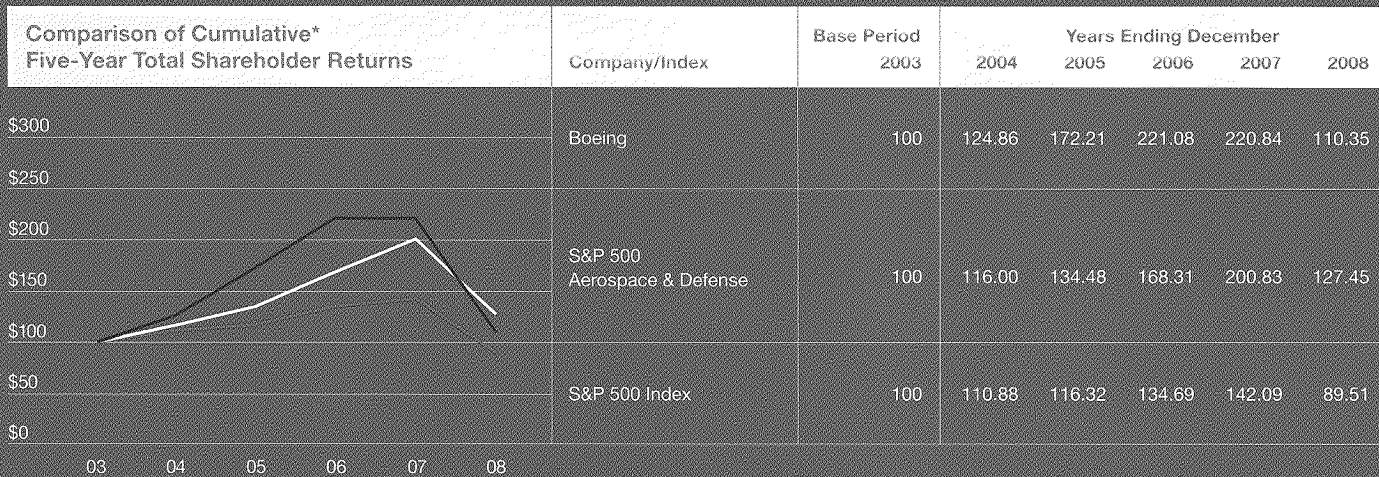 Comparison of Cumulative*
Five-Year Total Shareholder Returns
Company/Index
Base Period
2003
Years Ending December
2004 2005 2006 2007 2008
$300
$250
$200
$150
$100
$50
$0
03 04 05 06 07 08
Boeing 100 124.86 172.21 221.08 220.84 110.35
S&P 500
Aerospace & Defense 100 116.00 134.48 168.31 200.83 127.45
S&P 500 Index 100 110.88 116.32 134.69 142.09 89.51